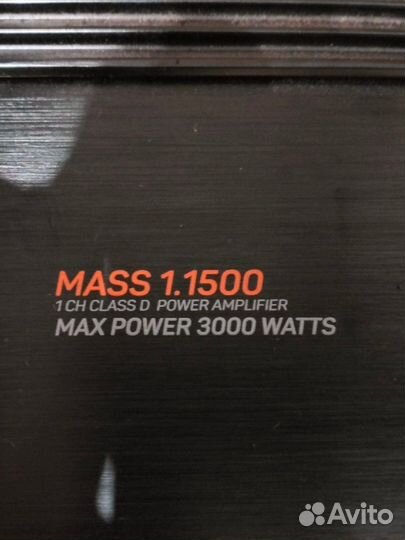 MASS 1.1500
1 CH CLASS D POWER AMPLIFIER
MAX POWER 3000 WATTS
Avito